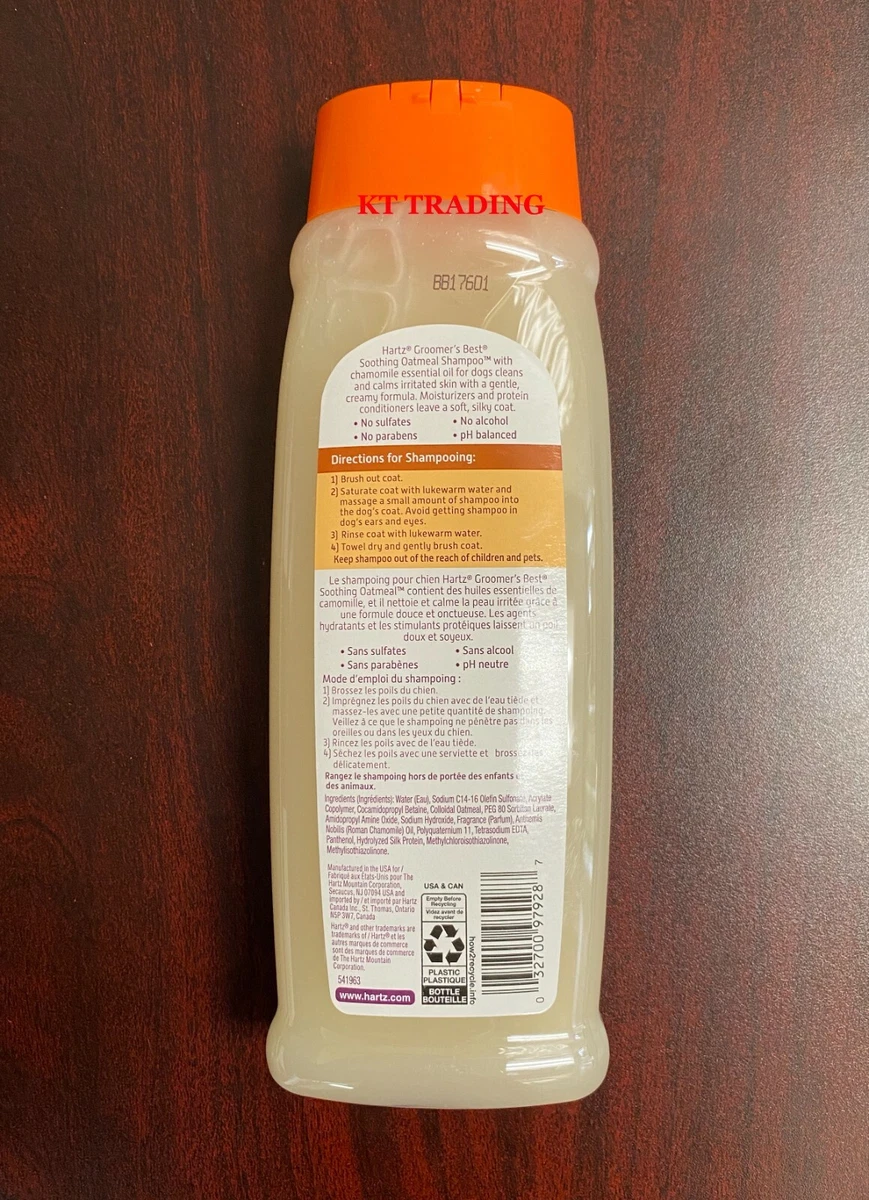 KT TRADING
BB17601
Hartz® Groomer's Best®
Soothing Oatmeal Shampoo™ with
chamomile essential oil for dogs cleans
and calms irritated skin with a gentle,
creamy formula. Moisturizers and protein
conditioners leave a soft, silky coat.
• No sulfates • No alcohol
• No parabens • pH balanced
Directions for Shampooing:
1) Brush out coat.
2) Saturate coat with lukewarm water and
massage a small amount of shampoo into
the dog's coat. Avoid getting shampoo in
dog's ears and eyes.
3) Rinse coat with lukewarm water.
4) Towel dry and gently brush coat.
Keep shampoo out of the reach of children and pets.
Le shampoing pour chien Hartz® Groomer's Best®
Soothing Oatmeal™ contient des huiles essentielles de
camomille, et il nettoie et calme la peau irritée grâce à
une formule douce et onctueuse. Les agents
hydratants et les stimulants protéiques laissent un poil
doux et soyeux.
• Sans sulfates • Sans alcool
• Sans parabènes • pH neutre
Mode d'emploi du shampoing :
1) Brossez les poils du chien.
2) Imprégnez les poils du chien avec de l'eau tiède et
massez-les avec une petite quantité de shampoing.
Veillez à ce que le shampoing ne pénètre pas dans les
oreilles ou dans les yeux du chien.
3) Rincez les poils avec de l'eau tiède.
4) Séchez les poils avec une serviette et brossez-les
délicatement.
Rangez le shampoing hors de portée des enfants et
des animaux.
Ingredients (Ingrédients): Water (Eau), Sodium C14-16 Olefin Sulfonate, Acrylate
Copolymer, Cocamidopropyl Betaine, Colloidal Oatmeal, PEG 80 Sorbitan Laurate,
Amidopropyl Amine Oxide, Sodium Hydroxide, Fragrance (Parfum), Anthemis
Nobilis (Roman Chamomile) Oil, Polyquaternium 11, Tetrasodium EDTA,
Panthenol, Hydrolyzed Silk Protein, Methylchloroisothiazolinone,
Methylisothiazolinone.
Manufactured in the USA for /
Fabriqué aux États-Unis pour The
Hartz Mountain Corporation,
Secaucus, NJ 07094 USA and
imported by / et importé par Hartz
Canada Inc., St. Thomas, Ontario
N5P 3W7, Canada
Hartz® and other trademarks are
trademarks of / Hartz® et les
autres marques de commerce
sont des marques de commerce
de The Hartz Mountain
Corporation.
541963
www.hartz.com
USA & CAN
Empty Before
Recycling
Videz avant de
recycler
PLASTIC
PLASTIQUE
BOTTLE
BOUTEILLE
how2recycle.info
0 32700 97928 7